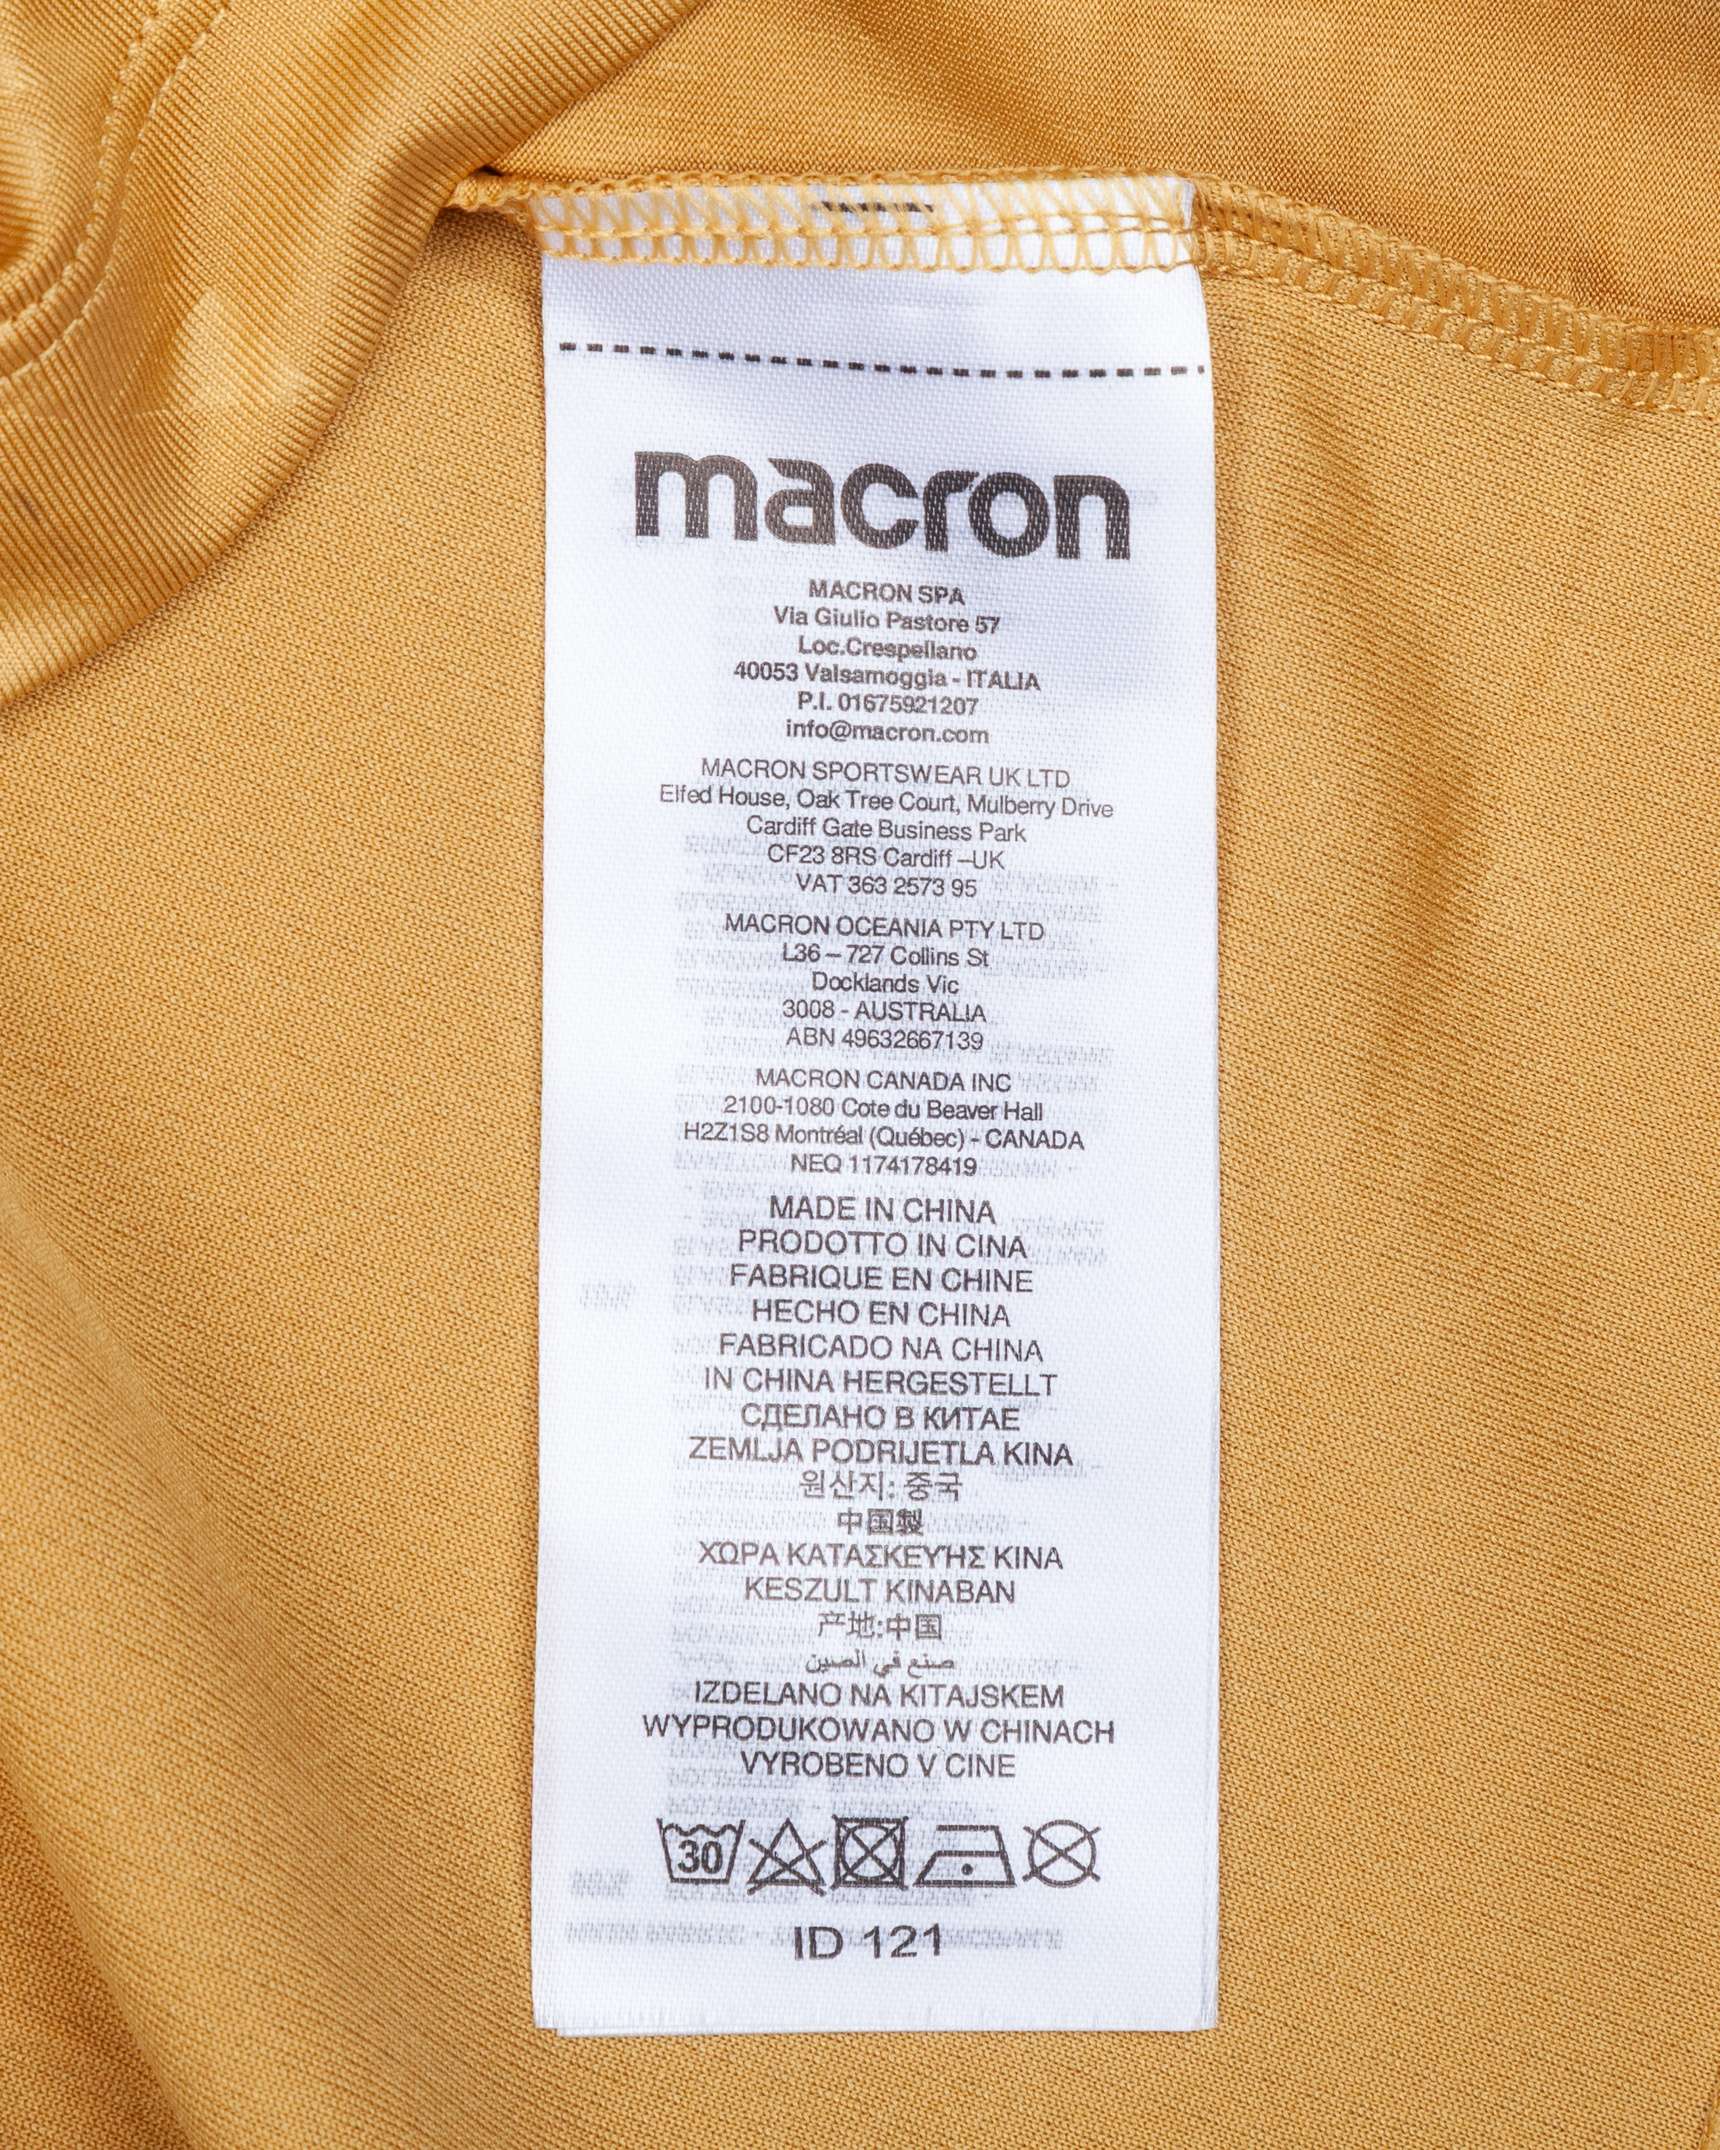 macron
MACRON SPA
Via Giulio Pastore 57
Loc.Crespellano
40053 Valsamoggia - ITALIA
P.I. 01675921207
info@macron.com
MACRON SPORTSWEAR UK LTD
Elfed House, Oak Tree Court, Mulberry Drive
Cardiff Gate Business Park
CF23 8RS Cardiff –UK
VAT 363 2573 95
MACRON OCEANIA PTY LTD
L36 – 727 Collins St
Docklands Vic
3008 - AUSTRALIA
ABN 49632667139
MACRON CANADA INC
2100-1080 Cote du Beaver Hall
H2Z1S8 Montréal (Québec) - CANADA
NEQ 1174178419
MADE IN CHINA
PRODOTTO IN CINA
FABRIQUE EN CHINE
HECHO EN CHINA
FABRICADO NA CHINA
IN CHINA HERGESTELLT
СДЕЛАНО В КИТАЕ
ZEMLJA PODRIJETLA KINA
원산지: 중국
中国製
ΧΩΡΑ ΚΑΤΑΣΚΕΥΉΣ ΚΙΝΑ
KESZULT KINABAN
产地:中国
صنع في الصين
IZDELANO NA KITAJSKEM
WYPRODUKOWANO W CHINACH
VYROBENO V CINE
30
ID 121